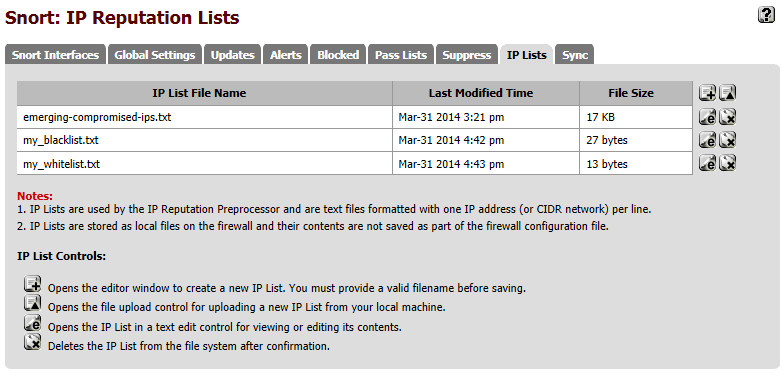 Snort: IP Reputation Lists
?
Snort Interfaces Global Settings Updates Alerts Blocked Pass Lists Suppress IP Lists Sync
IP List File Name Last Modified Time File Size
emerging-compromised-ips.txt Mar-31 2014 3:21 pm 17 KB
my_blacklist.txt Mar-31 2014 4:42 pm 27 bytes
my_whitelist.txt Mar-31 2014 4:43 pm 13 bytes
Notes:
1. IP Lists are used by the IP Reputation Preprocessor and are text files formatted with one IP address (or CIDR network) per line.
2. IP Lists are stored as local files on the firewall and their contents are not saved as part of the firewall configuration file.
IP List Controls:
Opens the editor window to create a new IP List. You must provide a valid filename before saving.
Opens the file upload control for uploading a new IP List from your local machine.
Opens the IP List in a text edit control for viewing or editing its contents.
Deletes the IP List from the file system after confirmation.